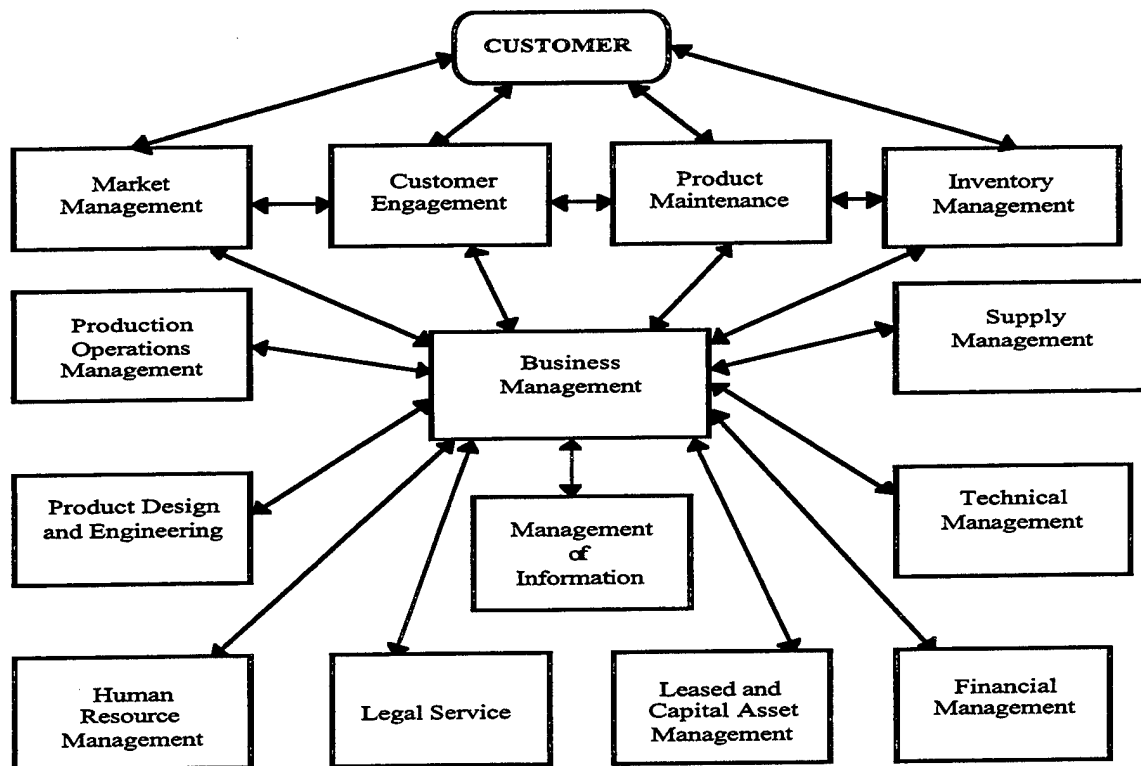 CUSTOMER
Market
Management
Customer
Engagement
Product
Maintenance
Inventory
Management
Production
Operations
Management
Business
Management
Supply
Management
Product Design
and Engineering
Management
of
Information
Technical
Management
Human
Resource
Management
Legal Service
Leased and
Capital Asset
Management
Financial
Management